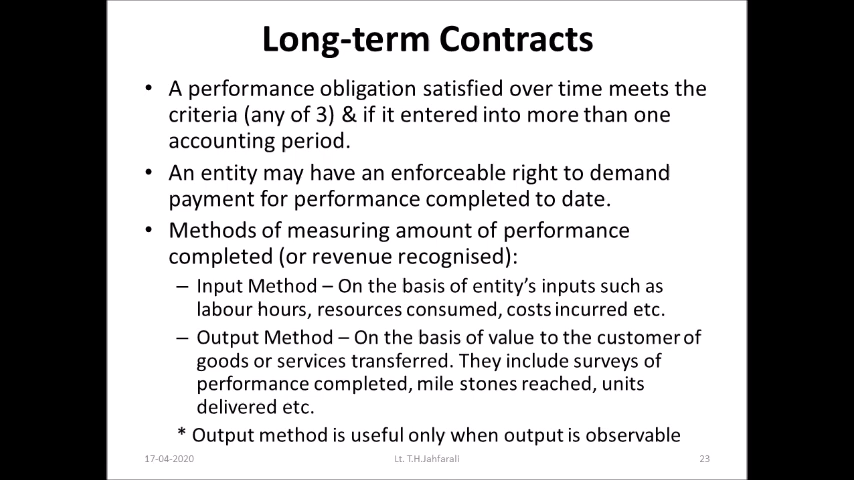 Long-term Contracts
• A performance obligation satisfied over time meets the
criteria (any of 3) & if it entered into more than one
accounting period.
• An entity may have an enforceable right to demand
payment for performance completed to date.
• Methods of measuring amount of performance
completed (or revenue recognised):
– Input Method – On the basis of entity's inputs such as
labour hours, resources consumed, costs incurred etc.
– Output Method – On the basis of value to the customer of
goods or services transferred. They include surveys of
performance completed, mile stones reached, units
delivered etc.
* Output method is useful only when output is observable
17-04-2020 Lt. T.H.Jahfarali 23